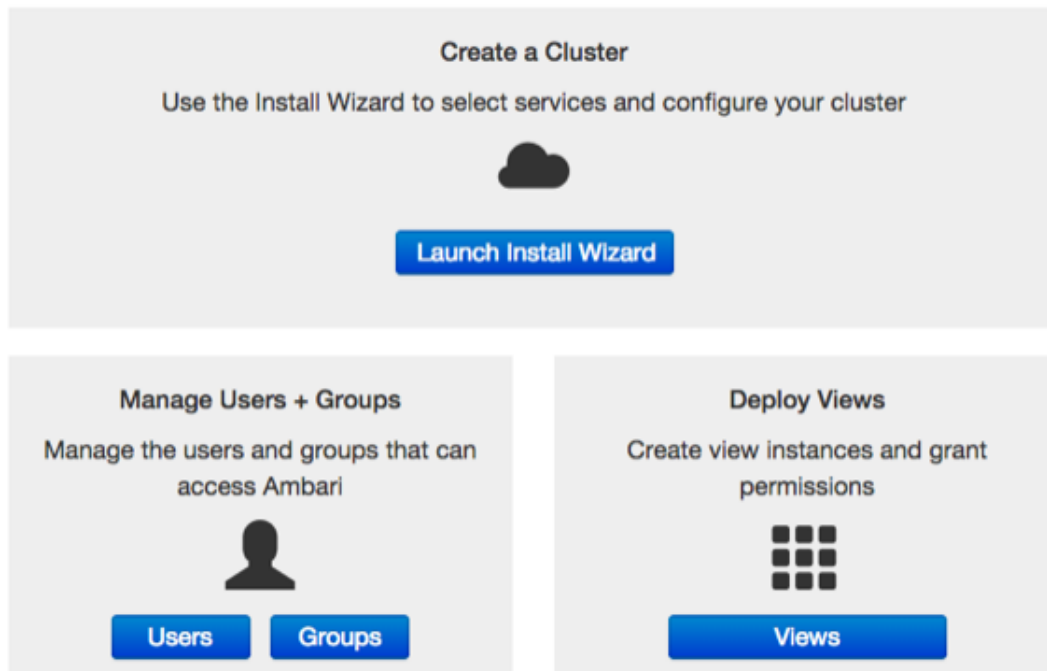 Create a Cluster
Use the Install Wizard to select services and configure your cluster
Launch Install Wizard
Manage Users + Groups
Manage the users and groups that can
access Ambari
Users
Groups
Deploy Views
Create view instances and grant
permissions
Views